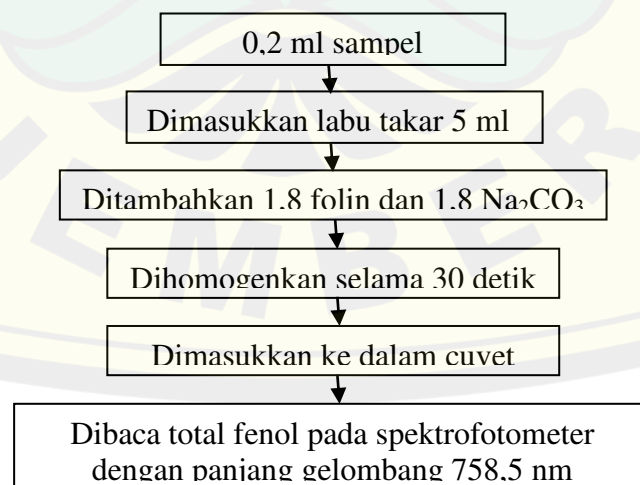 0,2 ml sampel
Dimasukkan labu takar 5 ml
Ditambahkan 1,8 folin dan 1,8 Na₂CO₃
Dihomogenkan selama 30 detik
Dimasukkan ke dalam cuvet
Dibaca total fenol pada spektrofotometer
dengan panjang gelombang 758,5 nm
JEMBER